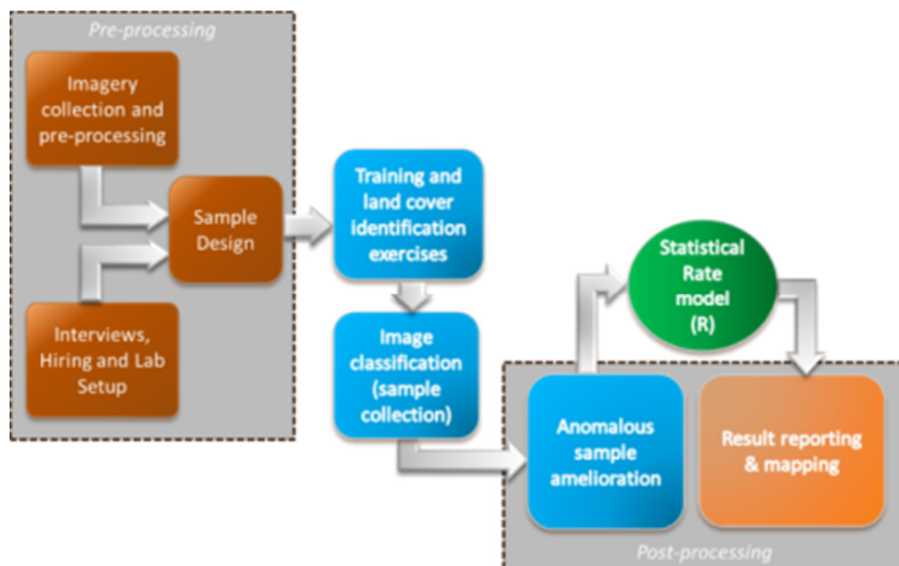 Pre-processing
Imagery
collection and
pre-processing
Sample
Design
Interviews,
Hiring and Lab
Setup
Training and
land cover
identification
exercises
Image
classification
(sample
collection)
Anomalous
sample
amelioration
Statistical
Rate
model
(R)
Result reporting
& mapping
Post-processing